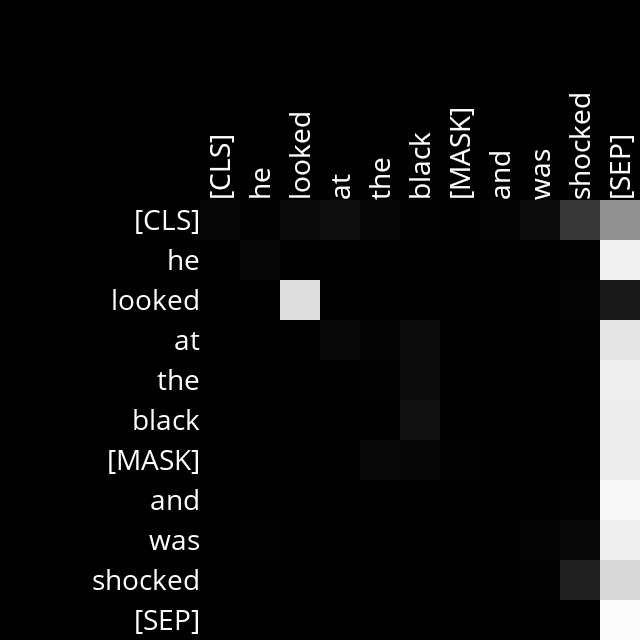 [CLS] he looked at the black [MASK] and was shocked [SEP]
[CLS]
he
looked
at
the
black
[MASK]
and
was
shocked
[SEP]